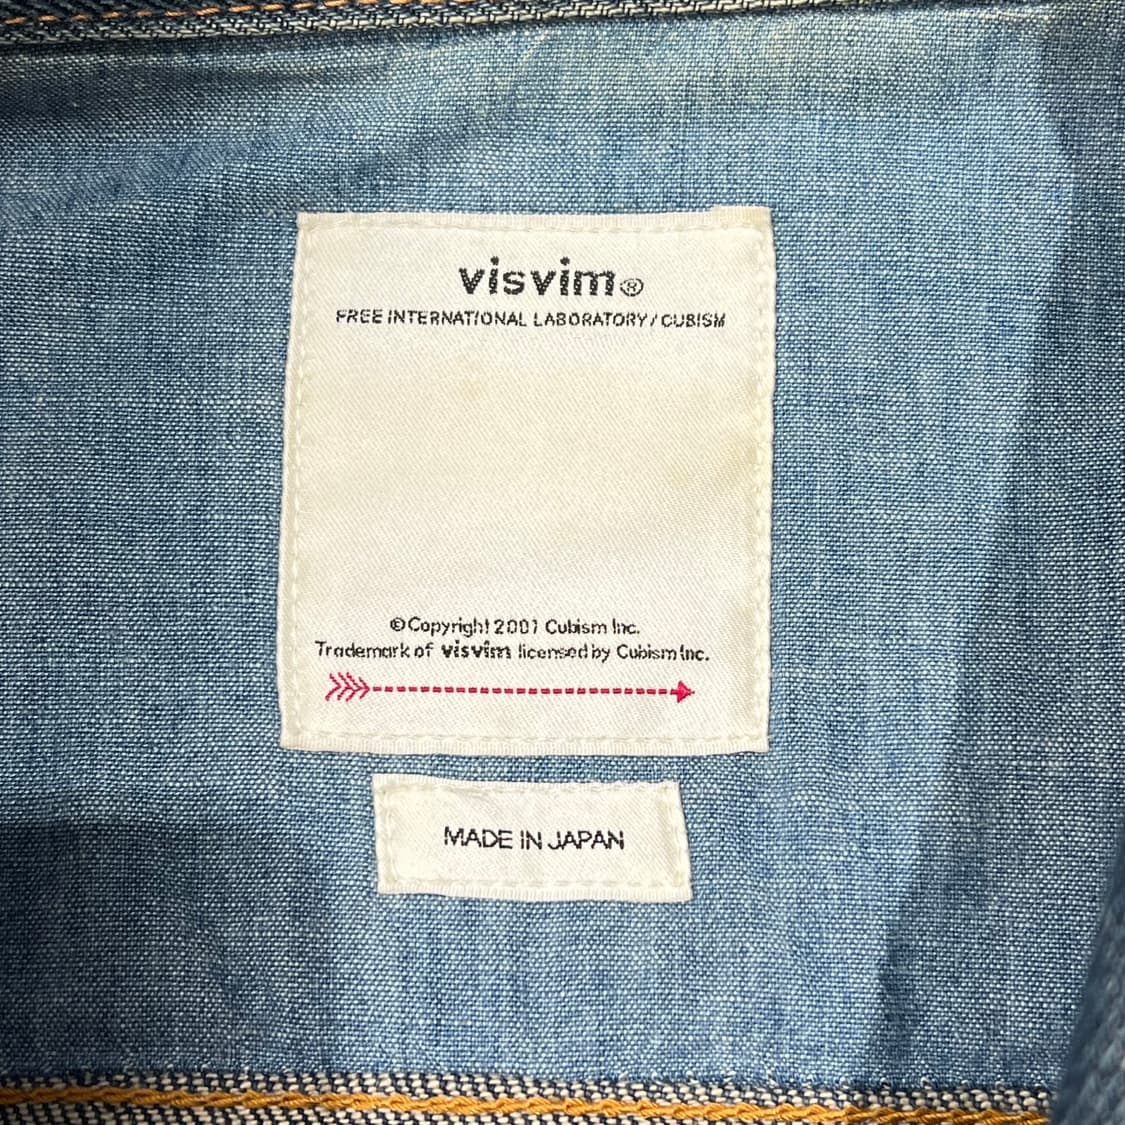 visvim®
FREE INTERNATIONAL LABORATORY / CUBISM
©Copyright 2001 Cubism Inc.
Trademark of visvim licensed by Cubism Inc.
MADE IN JAPAN